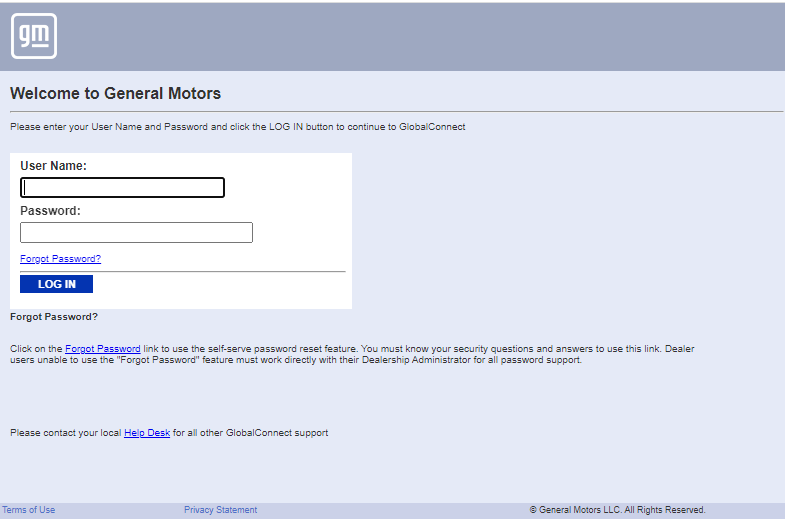 gm
Welcome to General Motors
Please enter your User Name and Password and click the LOG IN button to continue to GlobalConnect
User Name:
Password:
Forgot Password?
LOG IN
Forgot Password?
Click on the Forgot Password link to use the self-serve password reset feature. You must know your security questions and answers to use this link. Dealer
users unable to use the "Forgot Password" feature must work directly with their Dealership Administrator for all password support.
Please contact your local Help Desk for all other GlobalConnect support
Terms of Use Privacy Statement © General Motors LLC. All Rights Reserved.